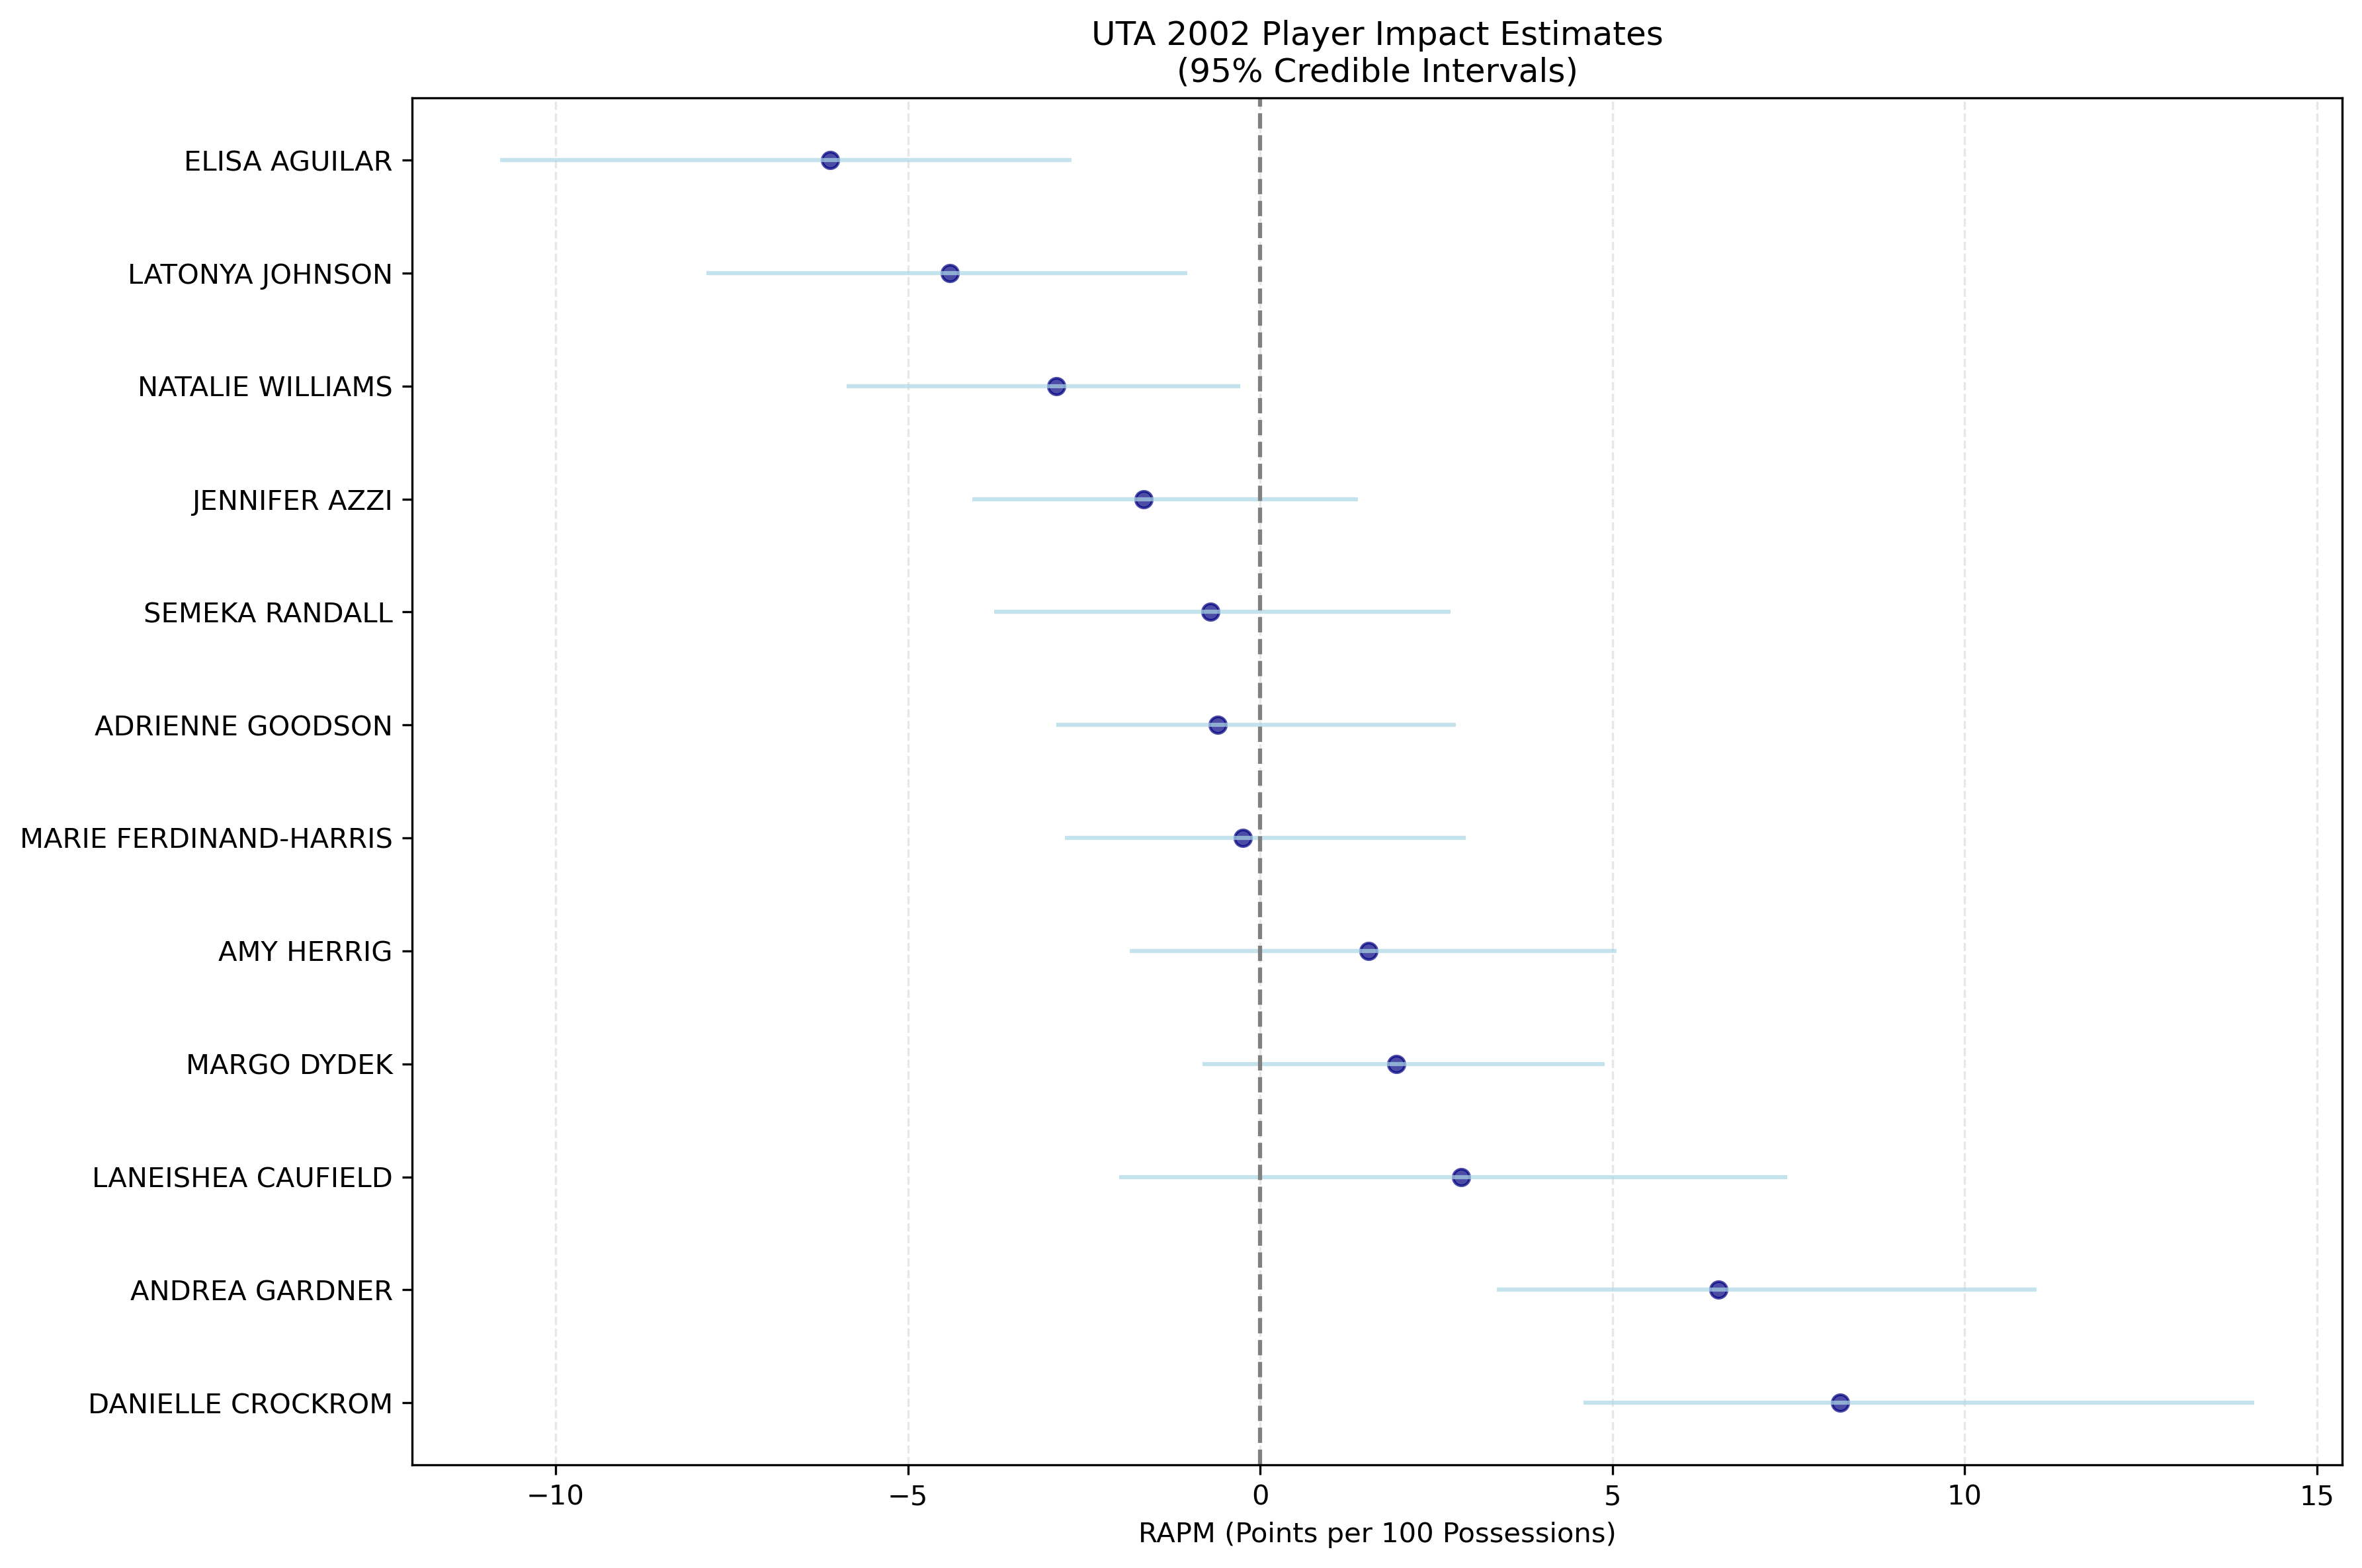 UTA 2002 Player Impact Estimates
(95% Credible Intervals)
ELISA AGUILAR
LATONYA JOHNSON
NATALIE WILLIAMS
JENNIFER AZZI
SEMEKA RANDALL
ADRIENNE GOODSON
MARIE FERDINAND-HARRIS
AMY HERRIG
MARGO DYDEK
LANEISHEA CAUFIELD
ANDREA GARDNER
DANIELLE CROCKROM
−10 −5 0 5 10 15
RAPM (Points per 100 Possessions)